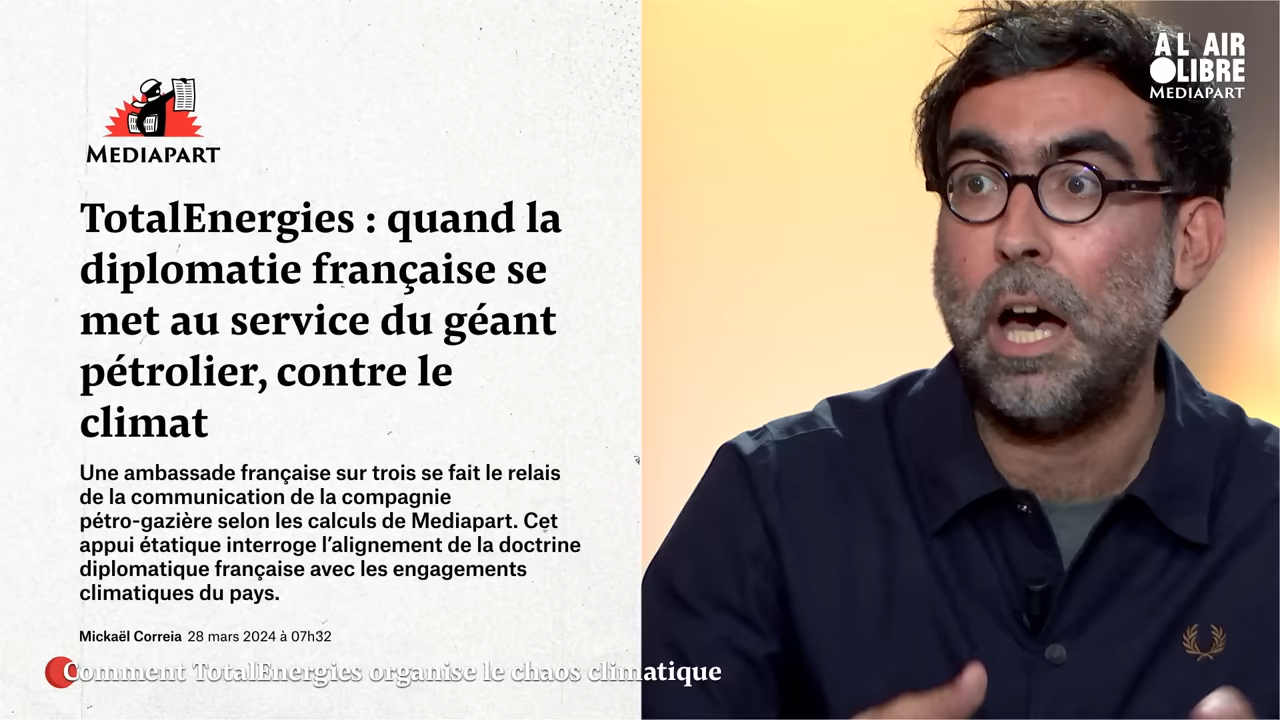 MEDIAPART
TotalEnergies : quand la
diplomatie française se
met au service du géant
pétrolier, contre le
climat
Une ambassade française sur trois se fait le relais
de la communication de la compagnie
pétro-gazière selon les calculs de Mediapart. Cet
appui étatique interroge l’alignement de la doctrine
diplomatique française avec les engagements
climatiques du pays.
Mickaël Correia 28 mars 2024 à 07h32
Comment TotalEnergies organise le chaos climatique
À L'AIR
LIBRE
MEDIAPART